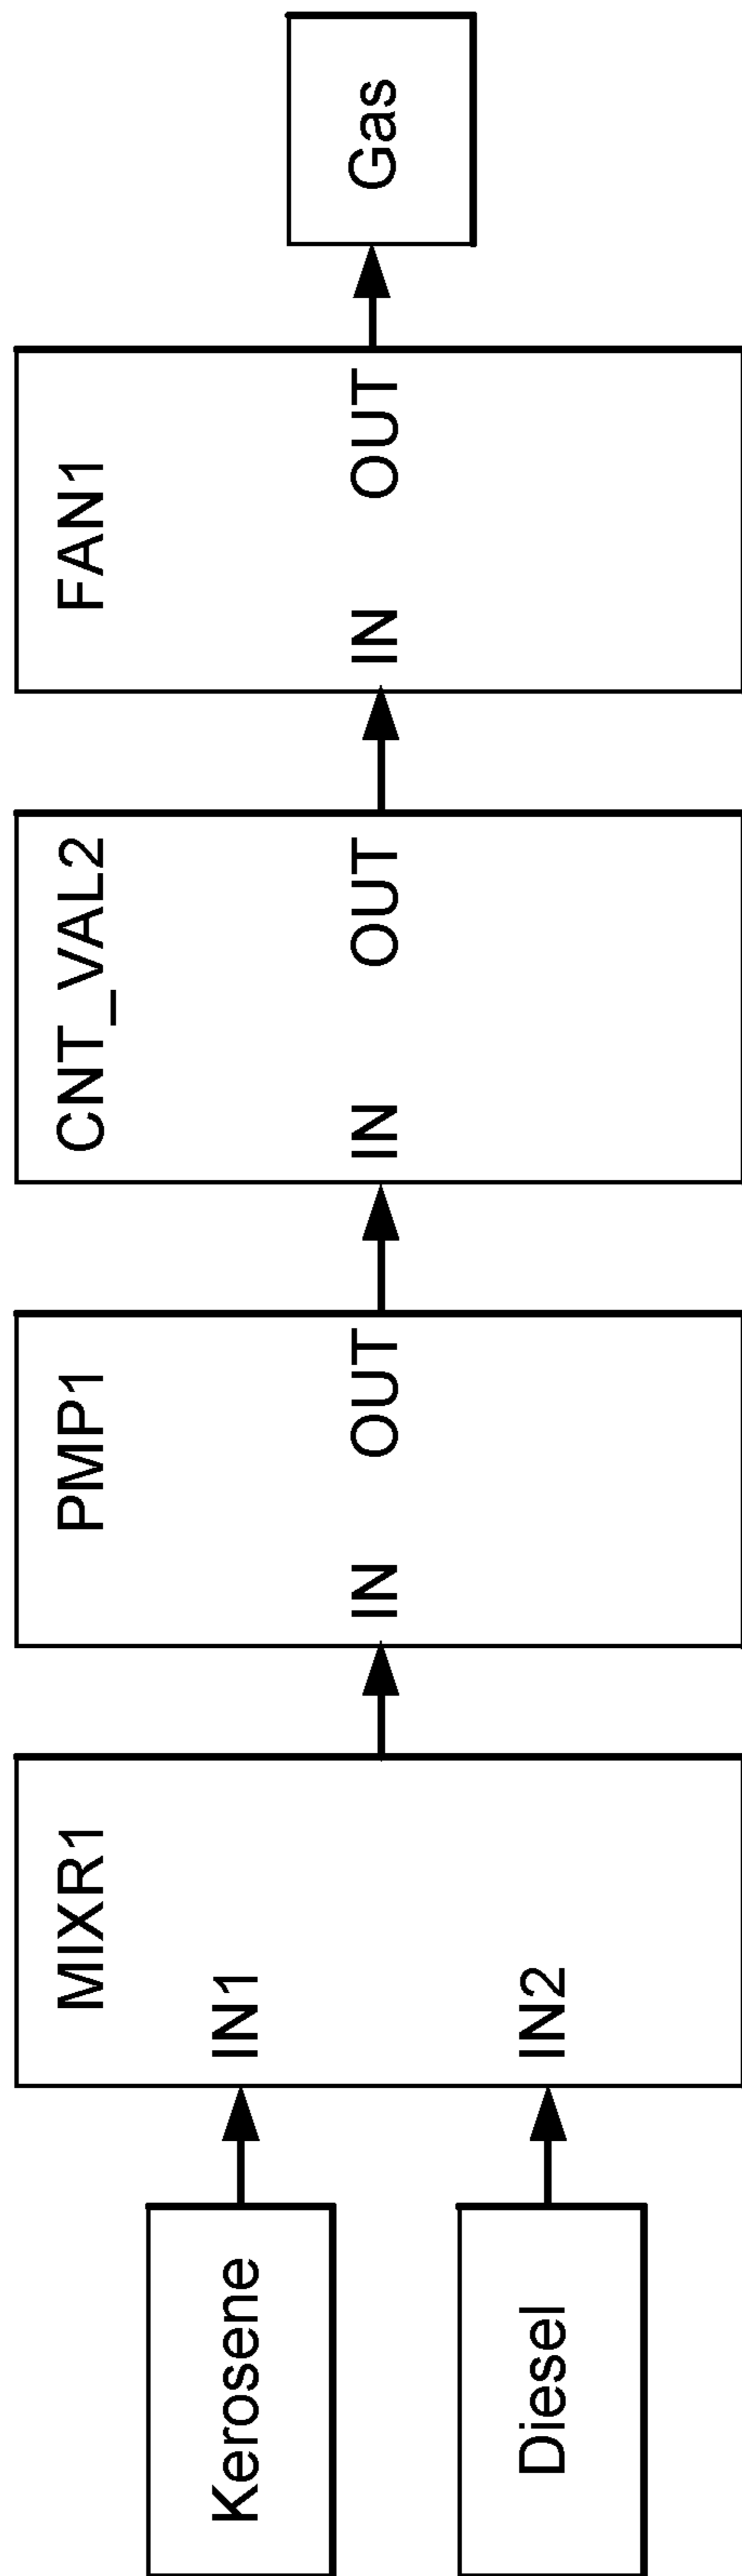 Kerosene
Diesel
MIXR1
IN1
IN2
PMP1
IN OUT
CNT_VAL2
IN OUT
FAN1
IN OUT
Gas